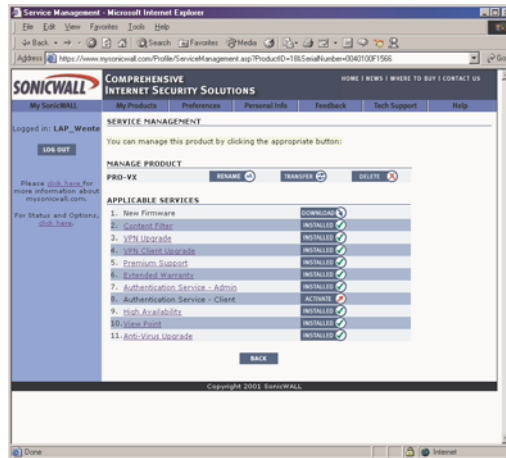 Service Management - Microsoft Internet Explorer
File Edit View Favorites Tools Help
Back Search Favorites Media
Address https://www.mysonicwall.com/Profile/ServiceManagement.asp?ProductID=18&SerialNumber=0040100F1566 Go
SONICWALL
COMPREHENSIVE INTERNET SECURITY SOLUTIONS
HOME | NEWS | WHERE TO BUY | CONTACT US
My SonicWALL My Products Preferences Personal Info Feedback Tech Support Help
Logged in: LAP_Wente
LOG OUT
Please click here for
more information about
mysonicwall.com.
For Status and Options,
click here.
SERVICE MANAGEMENT
You can manage this product by clicking the appropriate button:
MANAGE PRODUCT
PRO-VX RENAME TRANSFER DELETE
APPLICABLE SERVICES
1. New Firmware DOWNLOAD
2. Content Filter INSTALLED
3. VPN Upgrade INSTALLED
4. VPN Client Upgrade INSTALLED
5. Premium Support INSTALLED
6. Extended Warranty INSTALLED
7. Authentication Service - Admin INSTALLED
8. Authentication Service - Client ACTIVATE
9. High Availability INSTALLED
10. View Point INSTALLED
11. Anti-Virus Upgrade INSTALLED
BACK
Copyright 2001 SonicWALL
Done Internet